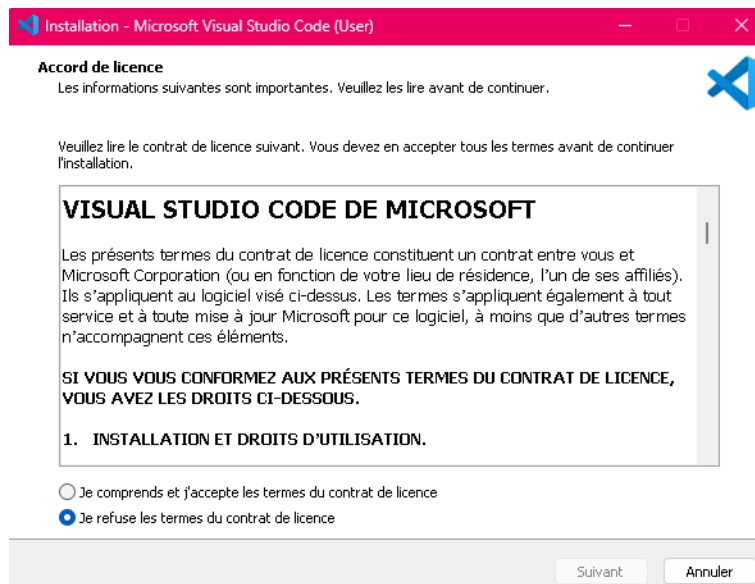 Installation - Microsoft Visual Studio Code (User)
Accord de licence
Les informations suivantes sont importantes. Veuillez les lire avant de continuer.
Veuillez lire le contrat de licence suivant. Vous devez en accepter tous les termes avant de continuer
l'installation.
VISUAL STUDIO CODE DE MICROSOFT
Les présents termes du contrat de licence constituent un contrat entre vous et
Microsoft Corporation (ou en fonction de votre lieu de résidence, l’un de ses affiliés).
Ils s’appliquent au logiciel visé ci-dessus. Les termes s’appliquent également à tout
service et à toute mise à jour Microsoft pour ce logiciel, à moins que d’autres termes
n’accompagnent ces éléments.
SI VOUS VOUS CONFORMEZ AUX PRÉSENTS TERMES DU CONTRAT DE LICENCE,
VOUS AVEZ LES DROITS CI-DESSOUS.
1. INSTALLATION ET DROITS D’UTILISATION.
Je comprends et j'accepte les termes du contrat de licence
Je refuse les termes du contrat de licence
Suivant
Annuler